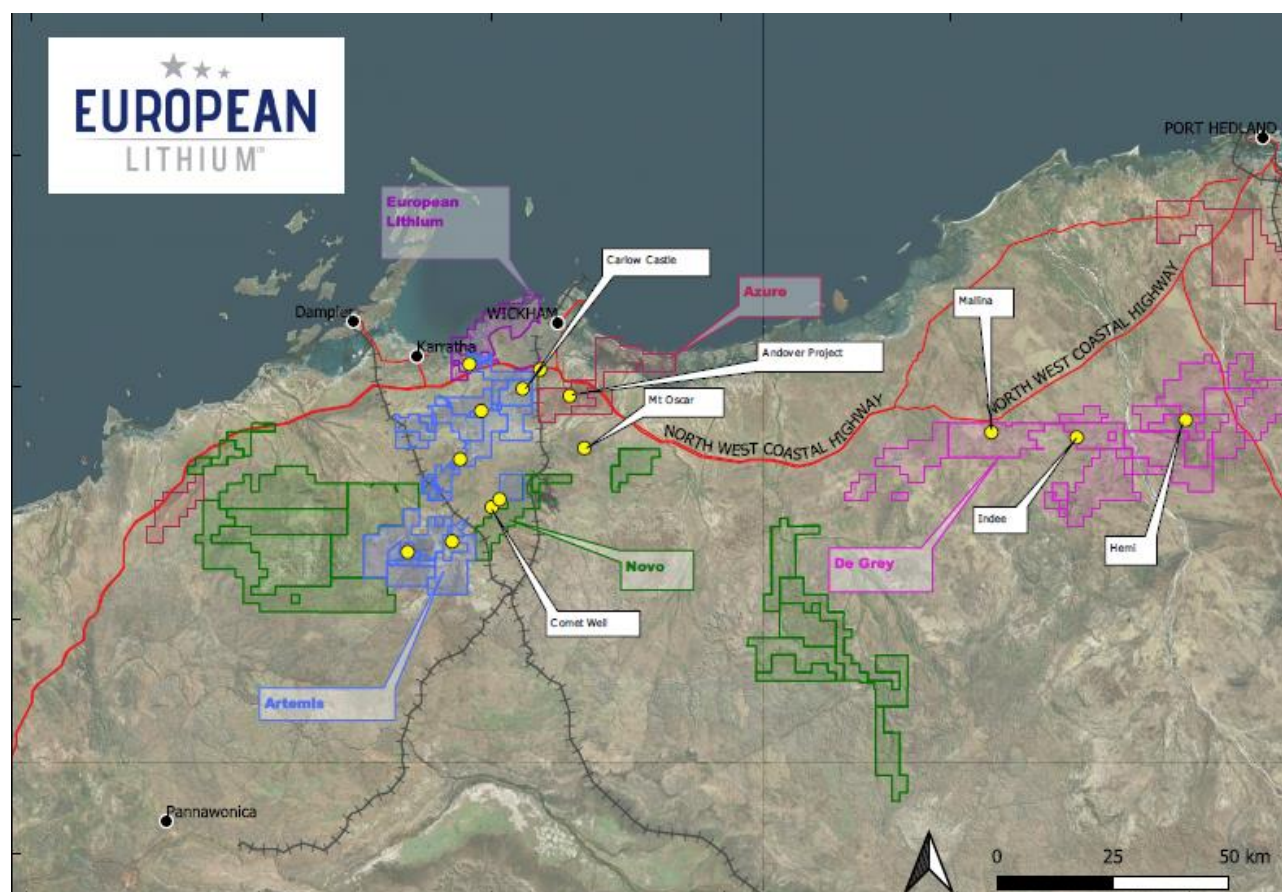 EUROPEAN
LITHIUM
PORT HEDLAND
European
Lithium
Carlow Castle
Azure
Mallina
Dampier
WICKHAM
Karratha
Andover Project
NORTH WEST COASTAL HIGHWAY
Mt Oscar
NORTH WEST COASTAL HIGHWAY
Indee
Hemi
De Grey
Novo
Comet Well
Artemis
Pannawonica
0 25 50 km